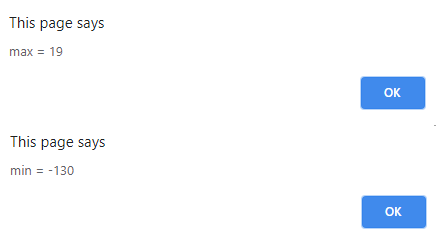 This page says
max = 19
OK
This page says
min = -130
OK